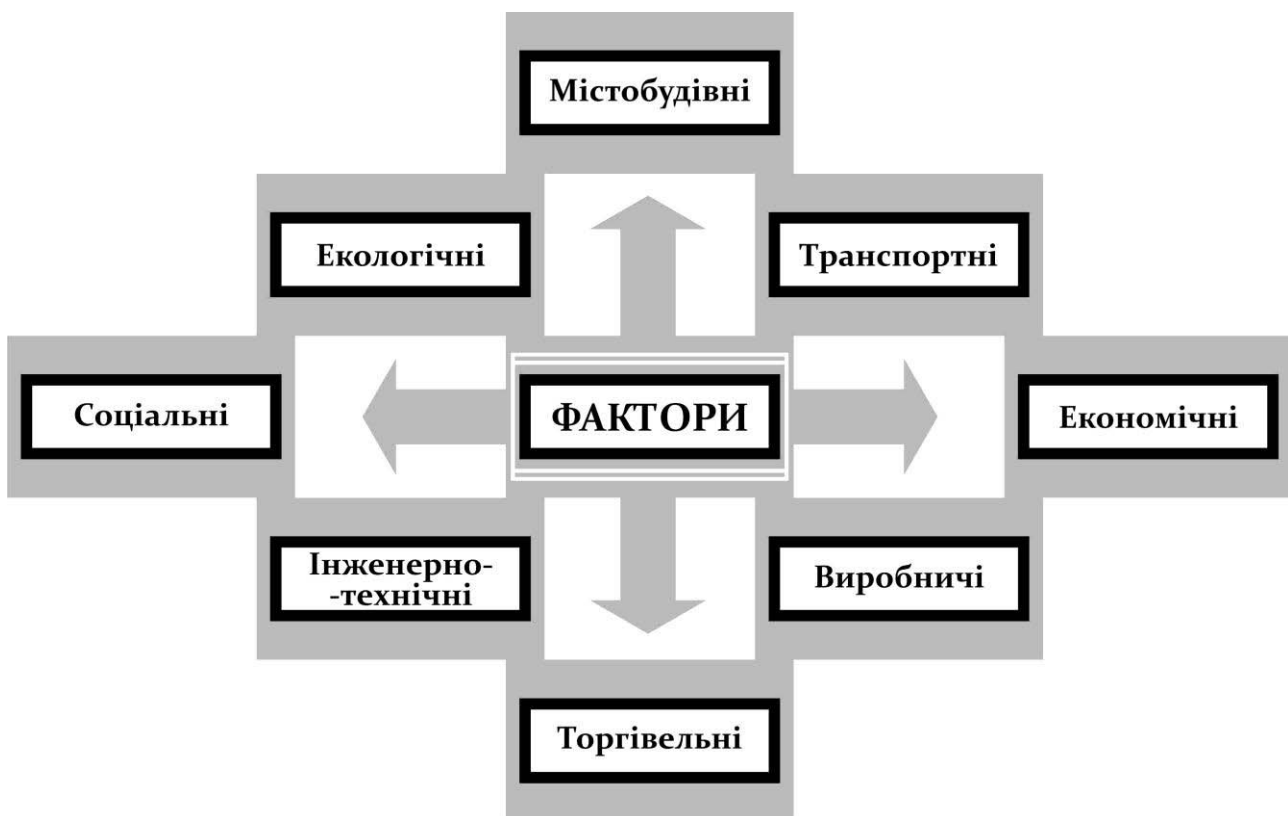 Містобудівні
Екологічні
Транспортні
Соціальні
ФАКТОРИ
Економічні
Інженерно-
-технічні
Виробничі
Торгівельні